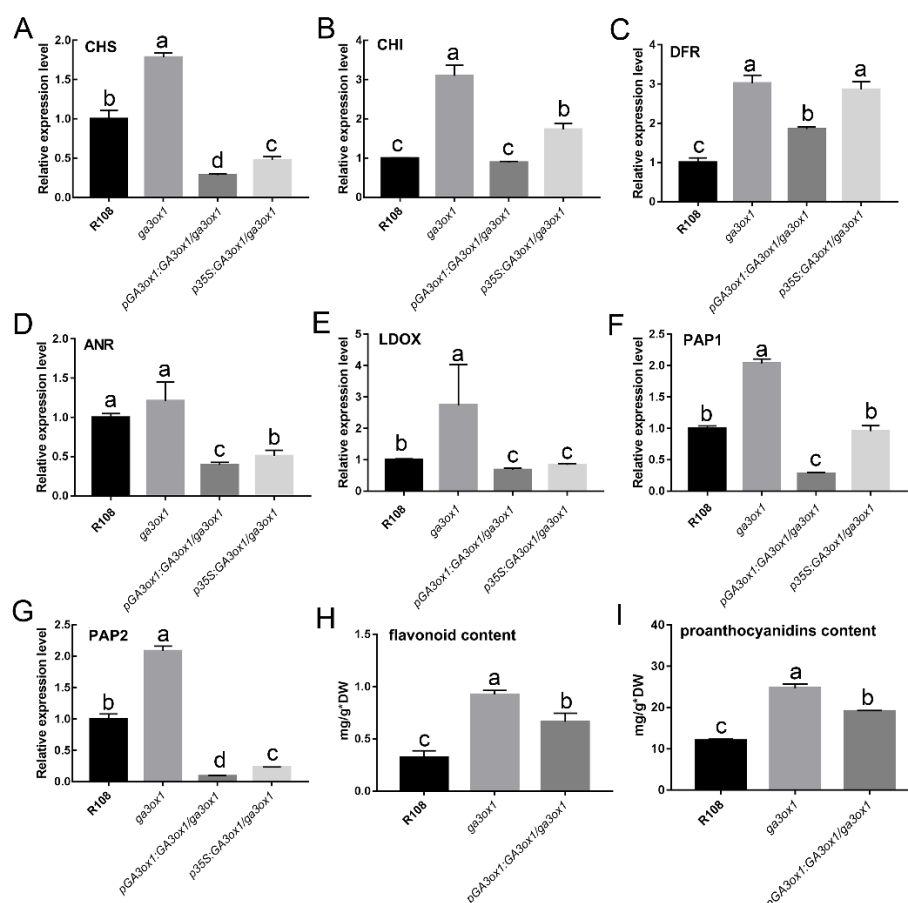 A
CHS
Relative expression level
2.0
1.5
1.0
0.5
0.0
b
a
d
c
R108
ga3ox1
pGA3ox1:GA3ox1/ga3ox1
p35S:GA3ox1/ga3ox1
B
CHI
Relative expression level
4
3
2
1
0
c
a
c
b
R108
ga3ox1
pGA3ox1:GA3ox1/ga3ox1
p35S:GA3ox1/ga3ox1
C
DFR
Relative expression level
4
3
2
1
0
c
a
b
a
R108
ga3ox1
pGA3ox1:GA3ox1/ga3ox1
p35S:GA3ox1/ga3ox1
D
ANR
Relative expression level
2.0
1.5
1.0
0.5
0.0
a
a
c
b
R108
ga3ox1
pGA3ox1:GA3ox1/ga3ox1
p35S:GA3ox1/ga3ox1
E
LDOX
Relative expression level
5
4
3
2
1
0
b
a
c
c
R108
ga3ox1
pGA3ox1:GA3ox1/ga3ox1
p35S:GA3ox1/ga3ox1
F
PAP1
Relative expression level
2.5
2.0
1.5
1.0
0.5
0.0
b
a
c
b
R108
ga3ox1
pGA3ox1:GA3ox1/ga3ox1
p35S:GA3ox1/ga3ox1
G
PAP2
Relative expression level
2.5
2.0
1.5
1.0
0.5
0.0
b
a
d
c
R108
ga3ox1
pGA3ox1:GA3ox1/ga3ox1
p35S:GA3ox1/ga3ox1
H
flavonoid content
mg/g*DW
1.5
1.0
0.5
0.0
c
a
b
R108
ga3ox1
pGA3ox1:GA3ox1/ga3ox1
I
proanthocyanidins content
mg/g*DW
40
30
20
10
0
c
a
b
R108
ga3ox1
pGA3ox1:GA3ox1/ga3ox1